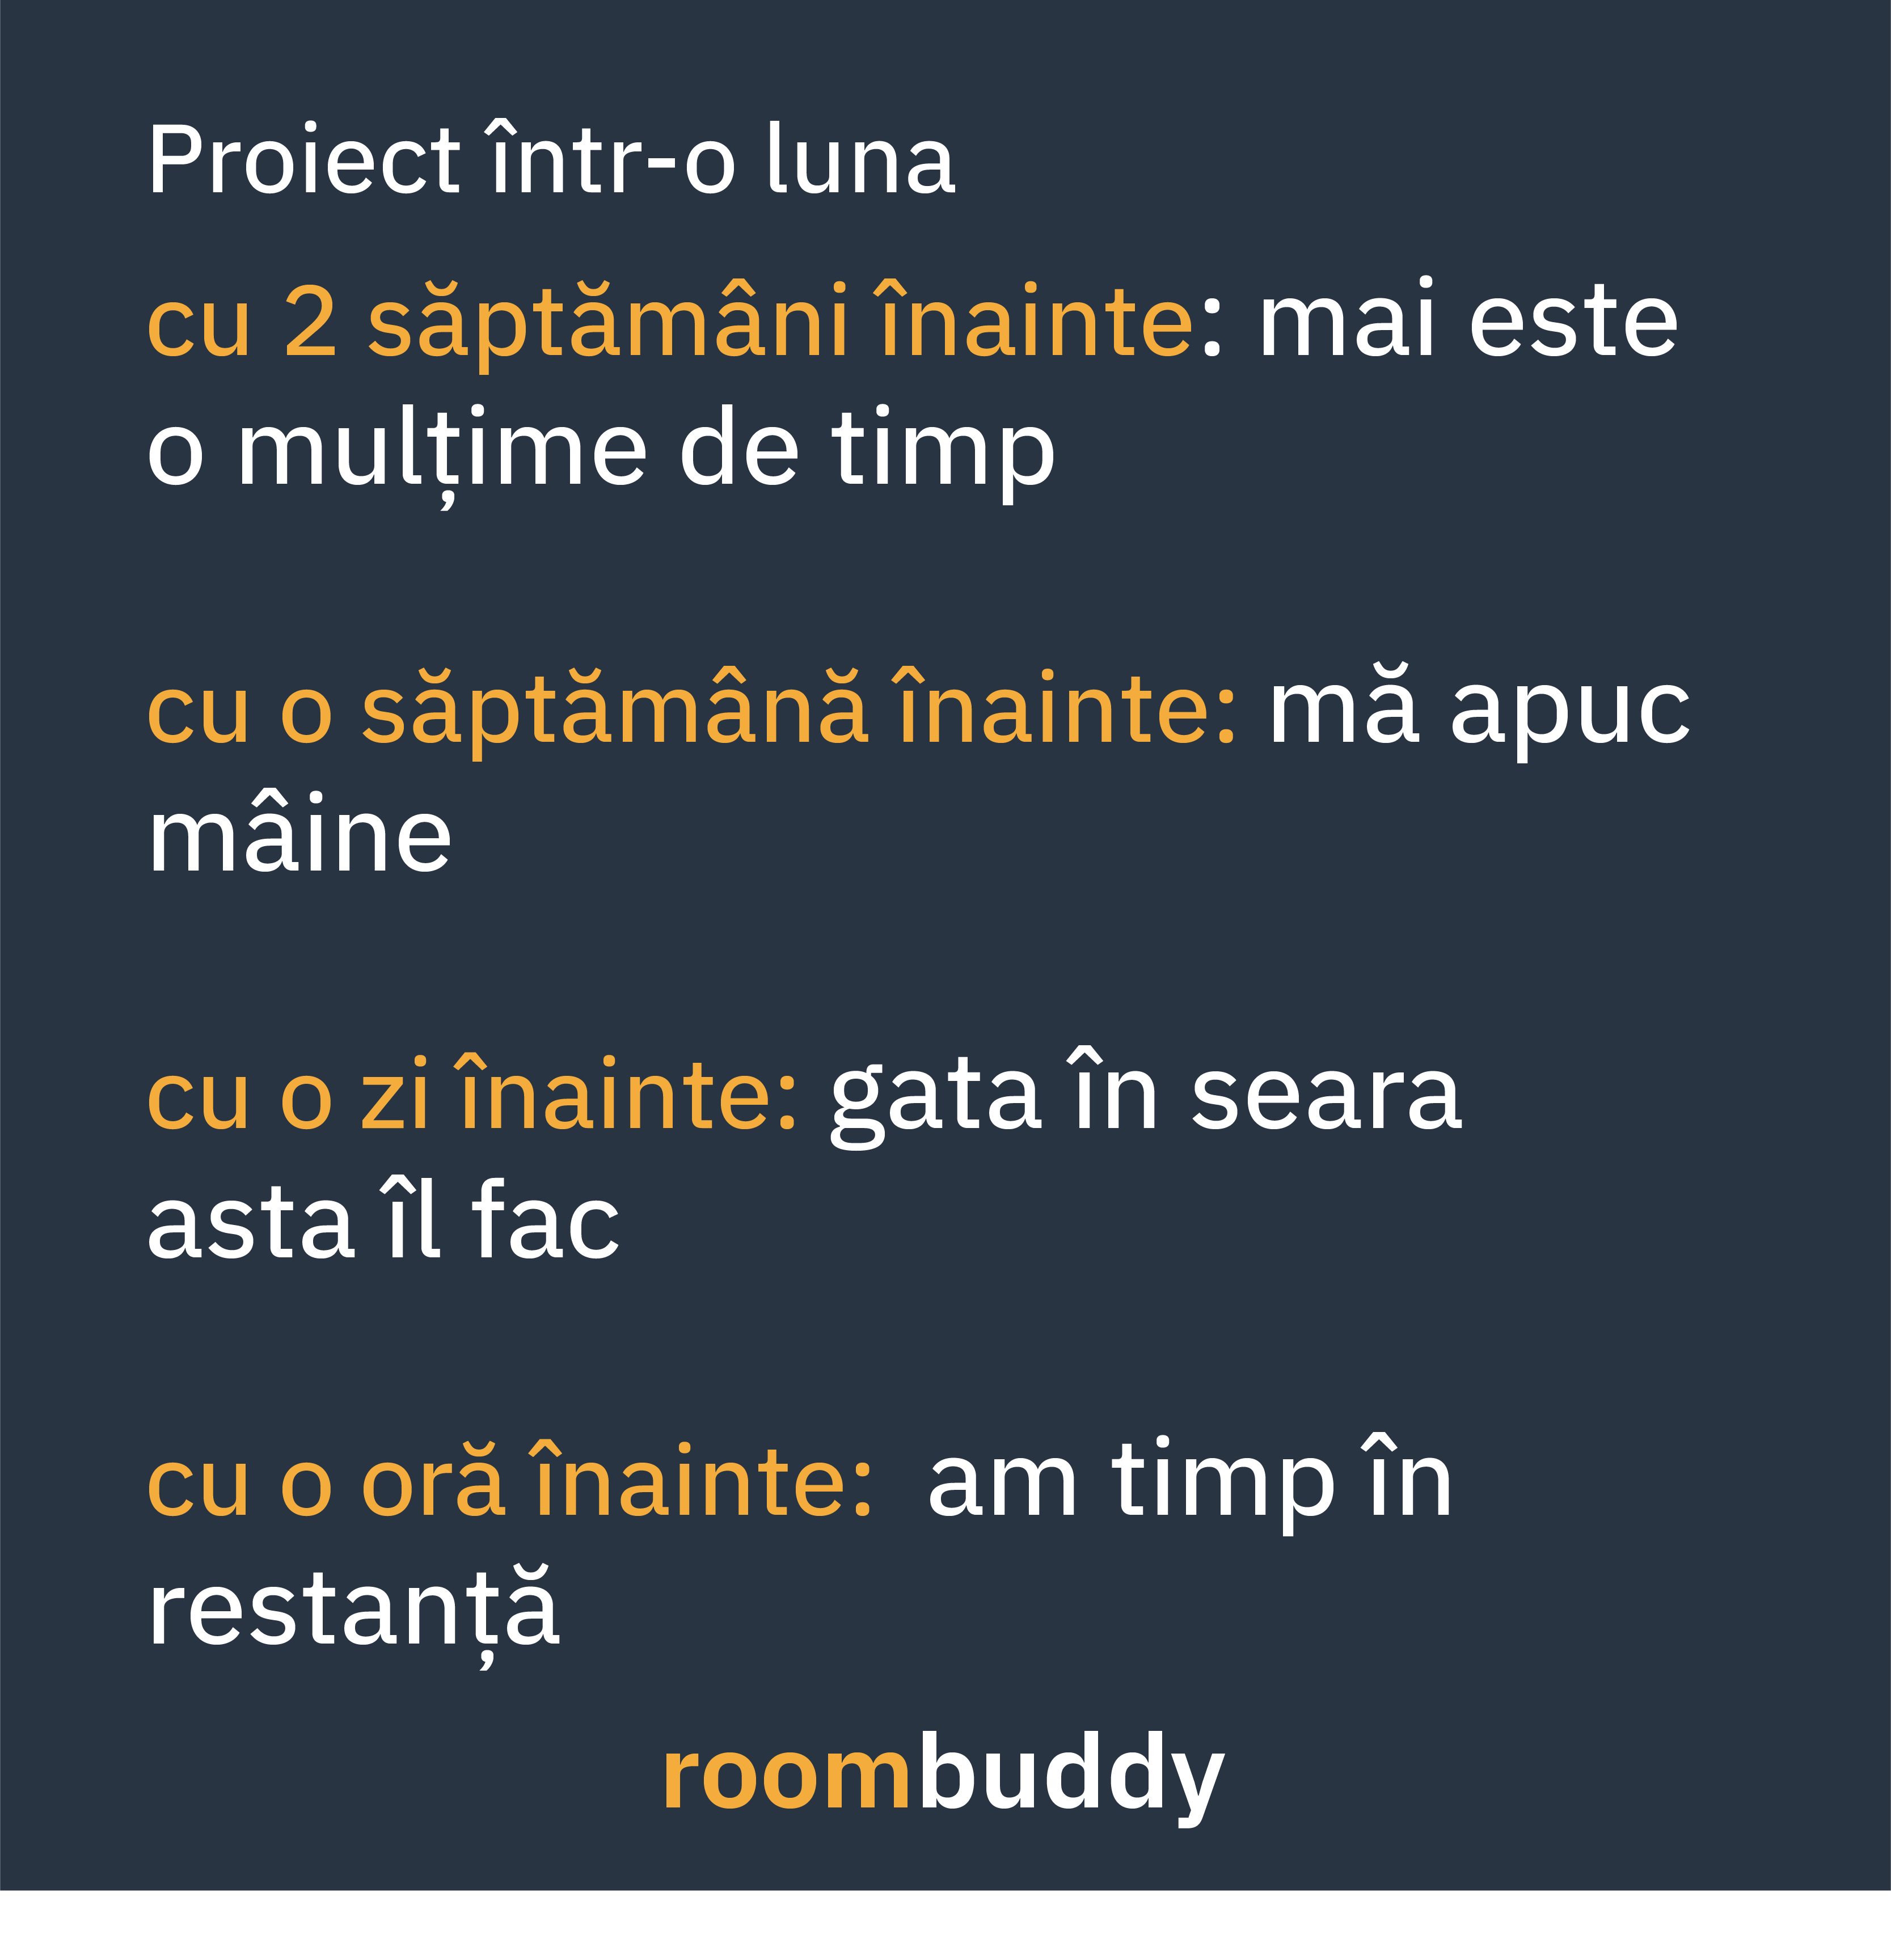 Proiect într-o luna
cu 2 săptămâni înainte: mai este
o mulțime de timp
cu o săptămână înainte: mă apuc
mâine
cu o zi înainte: gata în seara
asta îl fac
cu o oră înainte: am timp în
restanță
roombuddy